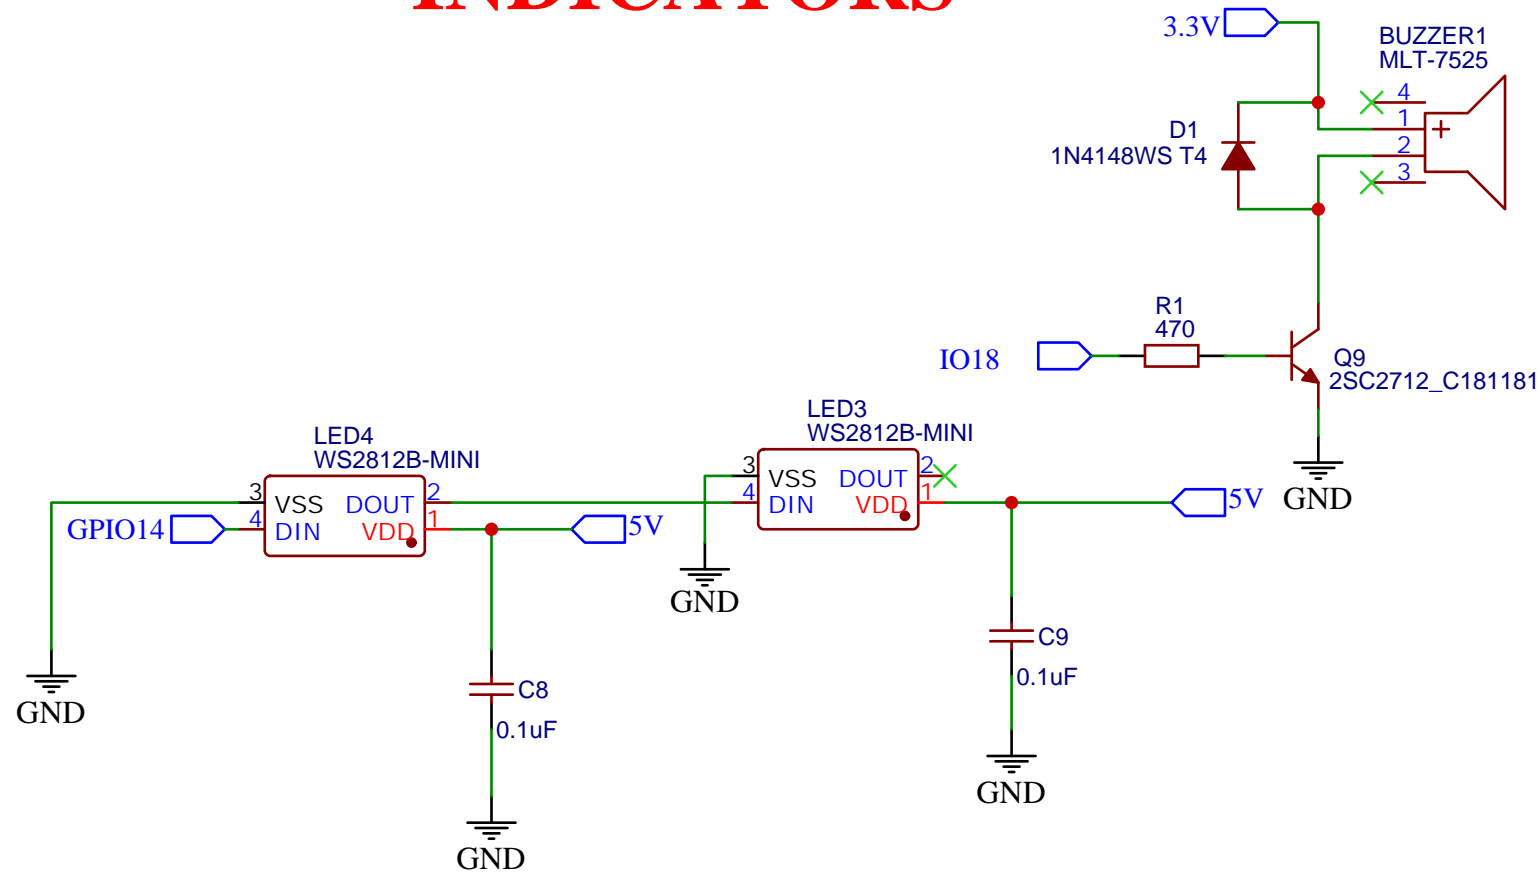 INDICATORS
3.3V
BUZZER1
MLT-7525
4
1
2
3
+
D1
1N4148WS T4
R1
470
IO18
Q9
2SC2712_C181181
GND
LED4
WS2812B-MINI
3 VSS DOUT 2
4 DIN VDD 1
GPIO14
5V
LED3
WS2812B-MINI
3 VSS DOUT 2
4 DIN VDD 1
5V
GND
C9
0.1uF
GND
C8
0.1uF
GND
GND